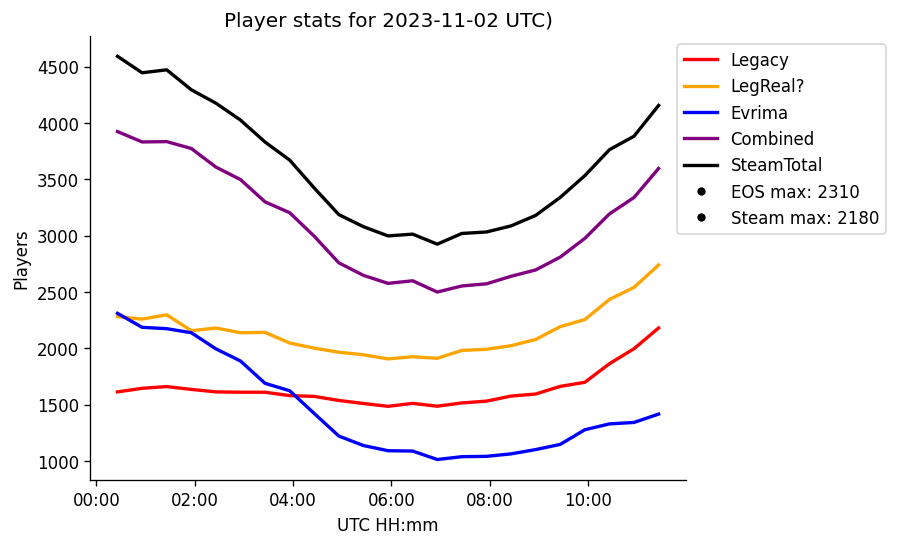 Player stats for 2023-11-02 UTC)
Players
4500
4000
3500
3000
2500
2000
1500
1000
00:00 02:00 04:00 06:00 08:00 10:00
UTC HH:mm
Legacy
LegReal?
Evrima
Combined
SteamTotal
EOS max: 2310
Steam max: 2180